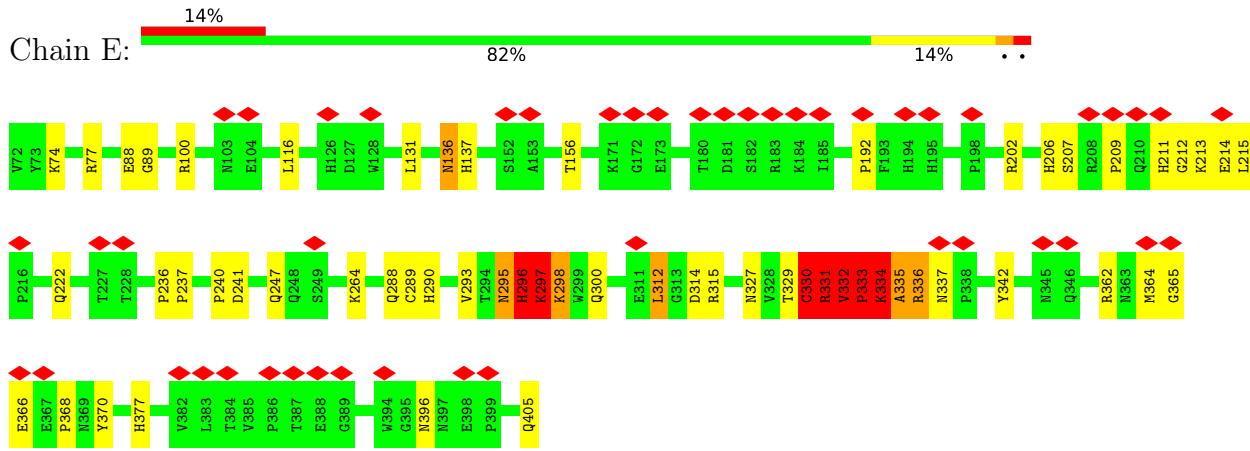 14%
Chain E:
82% 14% • •
V72 Y73 K74 R77 E88 G89 R100 N103 E104 L116 H126 D127 W128 L131 N136 H137 S152 A153 T156 K171 G172 E173 T180 D181 S182 R183 K184 I185 P192 F193 H194 H195 P198 R202 H206 S207 R208 P209 Q210 H211 G212 K213 E214 L215
P216 Q222 T227 T228 P236 P237 P240 D241 Q247 Q248 S249 K264 Q288 C289 H290 V293 T294 N295 H296 K297 K298 W299 Q300 E311 L312 G313 D314 R315 N327 V328 T329 C330 R331 V332 P333 K334 A335 R336 N337 P338 Y342 N345 Q346 R362 N363 M364 G365
E366 E367 P368 N369 Y370 H377 V382 L383 T384 V385 P386 T387 E388 G389 W394 G395 N396 N397 E398 P399 Q405